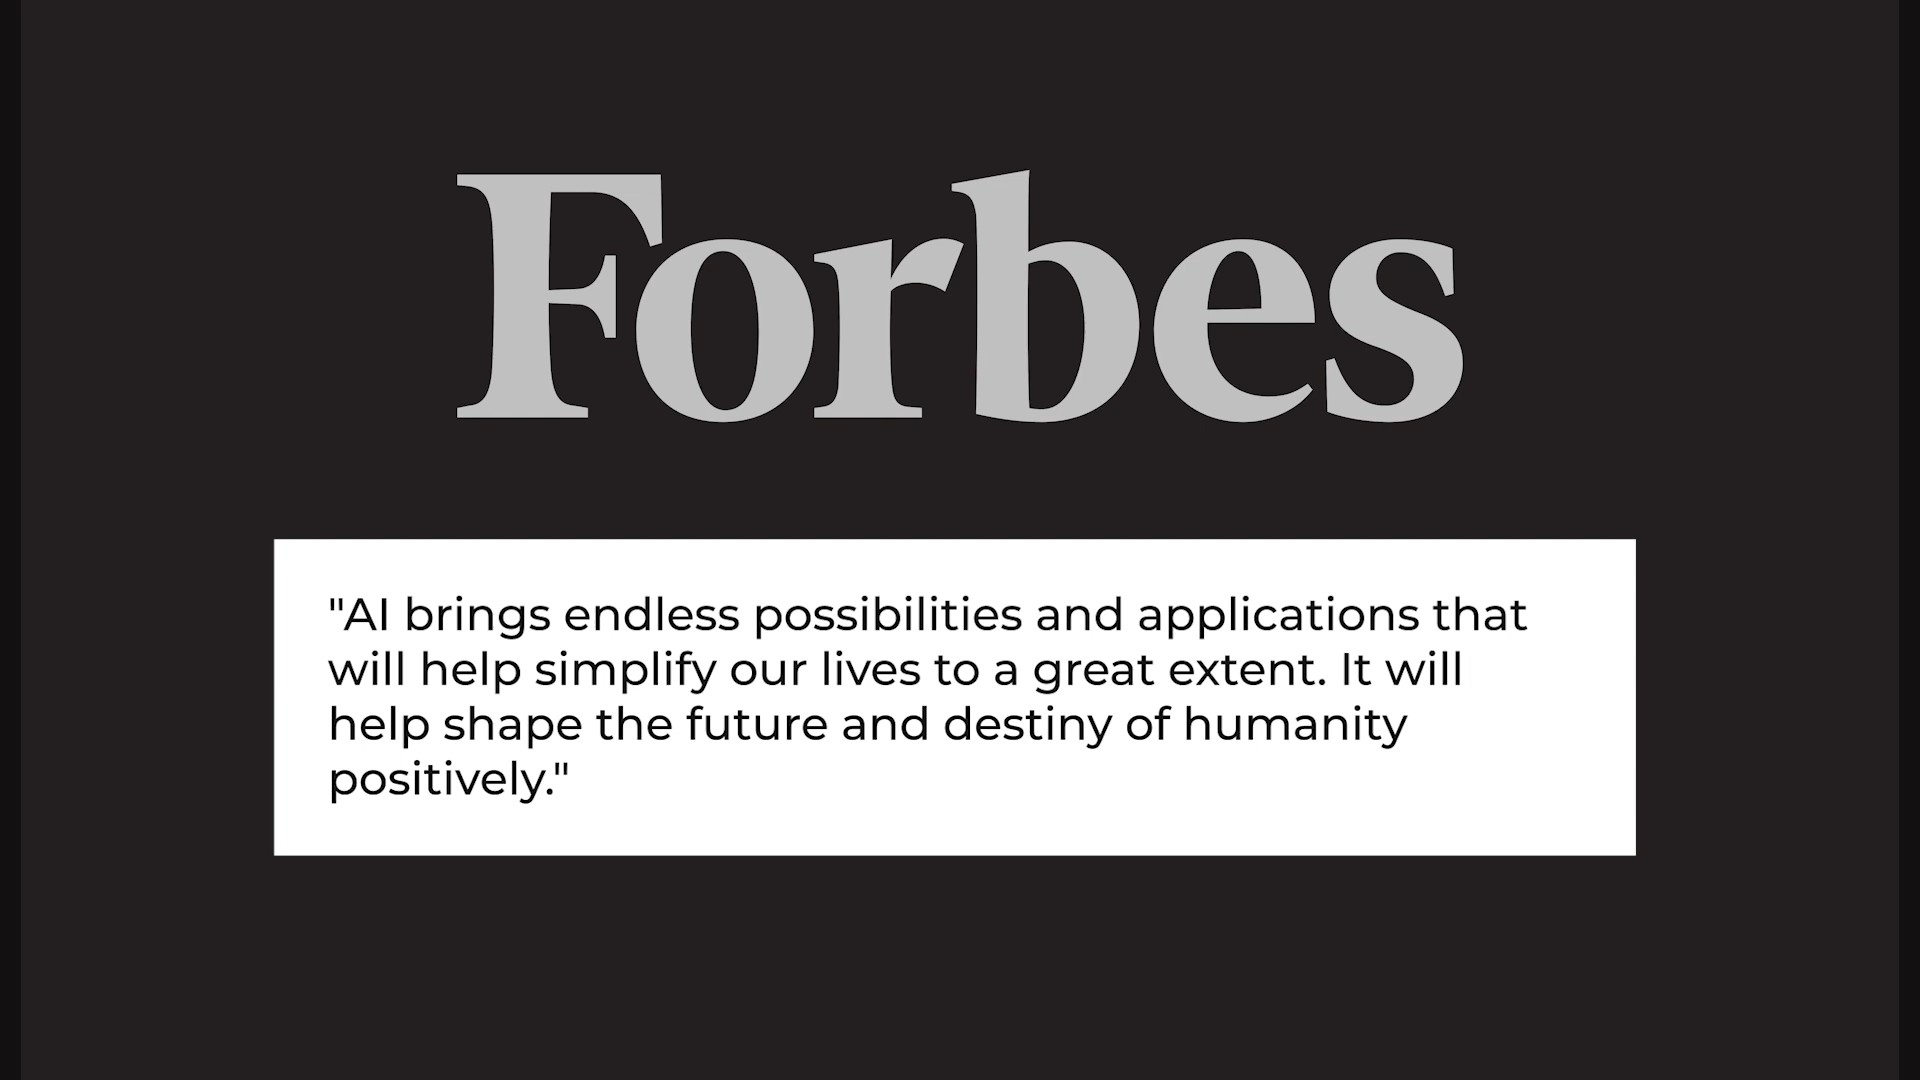 Forbes
"AI brings endless possibilities and applications that
will help simplify our lives to a great extent. It will
help shape the future and destiny of humanity
positively."